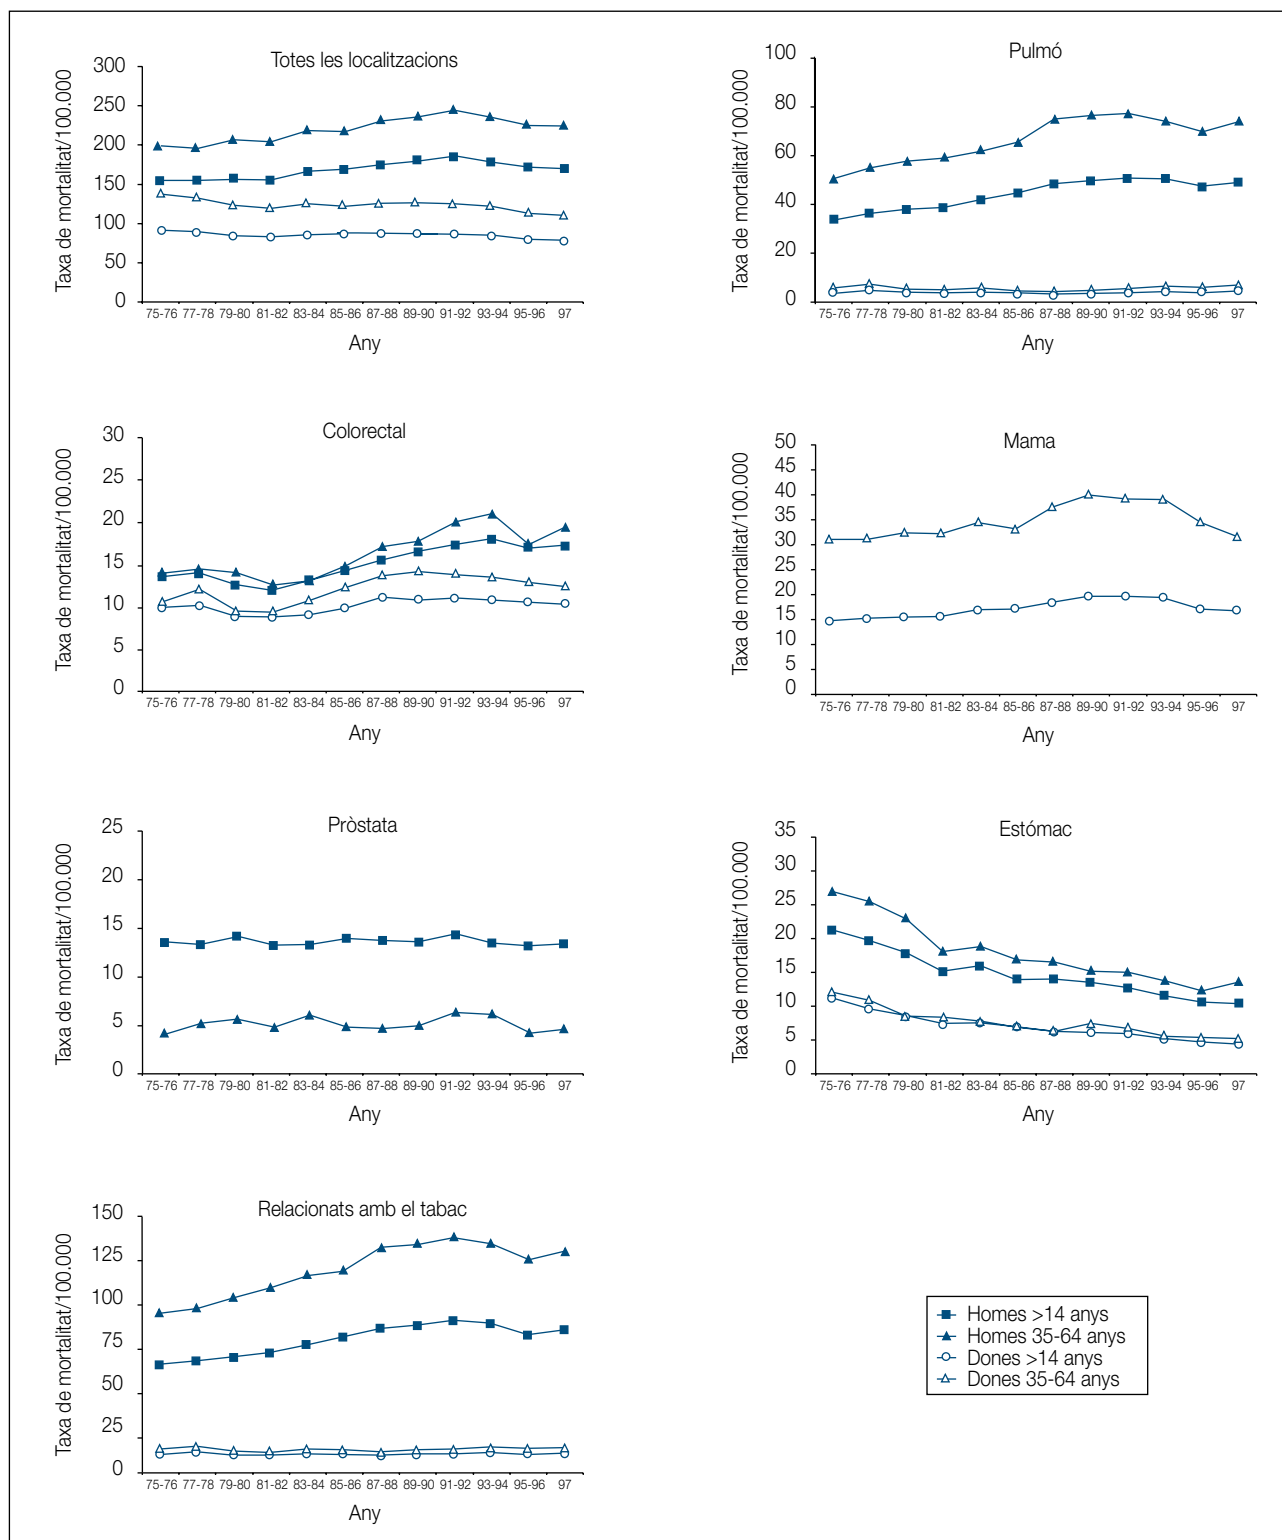 Totes les localitzacions
Taxa de mortalitat/100.000
300
250
200
150
100
50
0
75-76 77-78 79-80 81-82 83-84 85-86 87-88 89-90 91-92 93-94 95-96 97
Any
Pulmó
Taxa de mortalitat/100.000
100
80
60
40
20
0
75-76 77-78 79-80 81-82 83-84 85-86 87-88 89-90 91-92 93-94 95-96 97
Any
Colorectal
Taxa de mortalitat/100.000
30
25
20
15
10
5
0
75-76 77-78 79-80 81-82 83-84 85-86 87-88 89-90 91-92 93-94 95-96 97
Any
Mama
Taxa de mortalitat/100.000
50
45
40
35
30
25
20
15
10
5
0
75-76 77-78 79-80 81-82 83-84 85-86 87-88 89-90 91-92 93-94 95-96 97
Any
Pròstata
Taxa de mortalitat/100.000
25
20
15
10
5
0
75-76 77-78 79-80 81-82 83-84 85-86 87-88 89-90 91-92 93-94 95-96 97
Any
Estómac
Taxa de mortalitat/100.000
35
30
25
20
15
10
5
0
75-76 77-78 79-80 81-82 83-84 85-86 87-88 89-90 91-92 93-94 95-96 97
Any
Relacionats amb el tabac
Taxa de mortalitat/100.000
150
125
100
75
50
25
0
75-76 77-78 79-80 81-82 83-84 85-86 87-88 89-90 91-92 93-94 95-96 97
Any
Homes >14 anys
Homes 35-64 anys
Dones >14 anys
Dones 35-64 anys